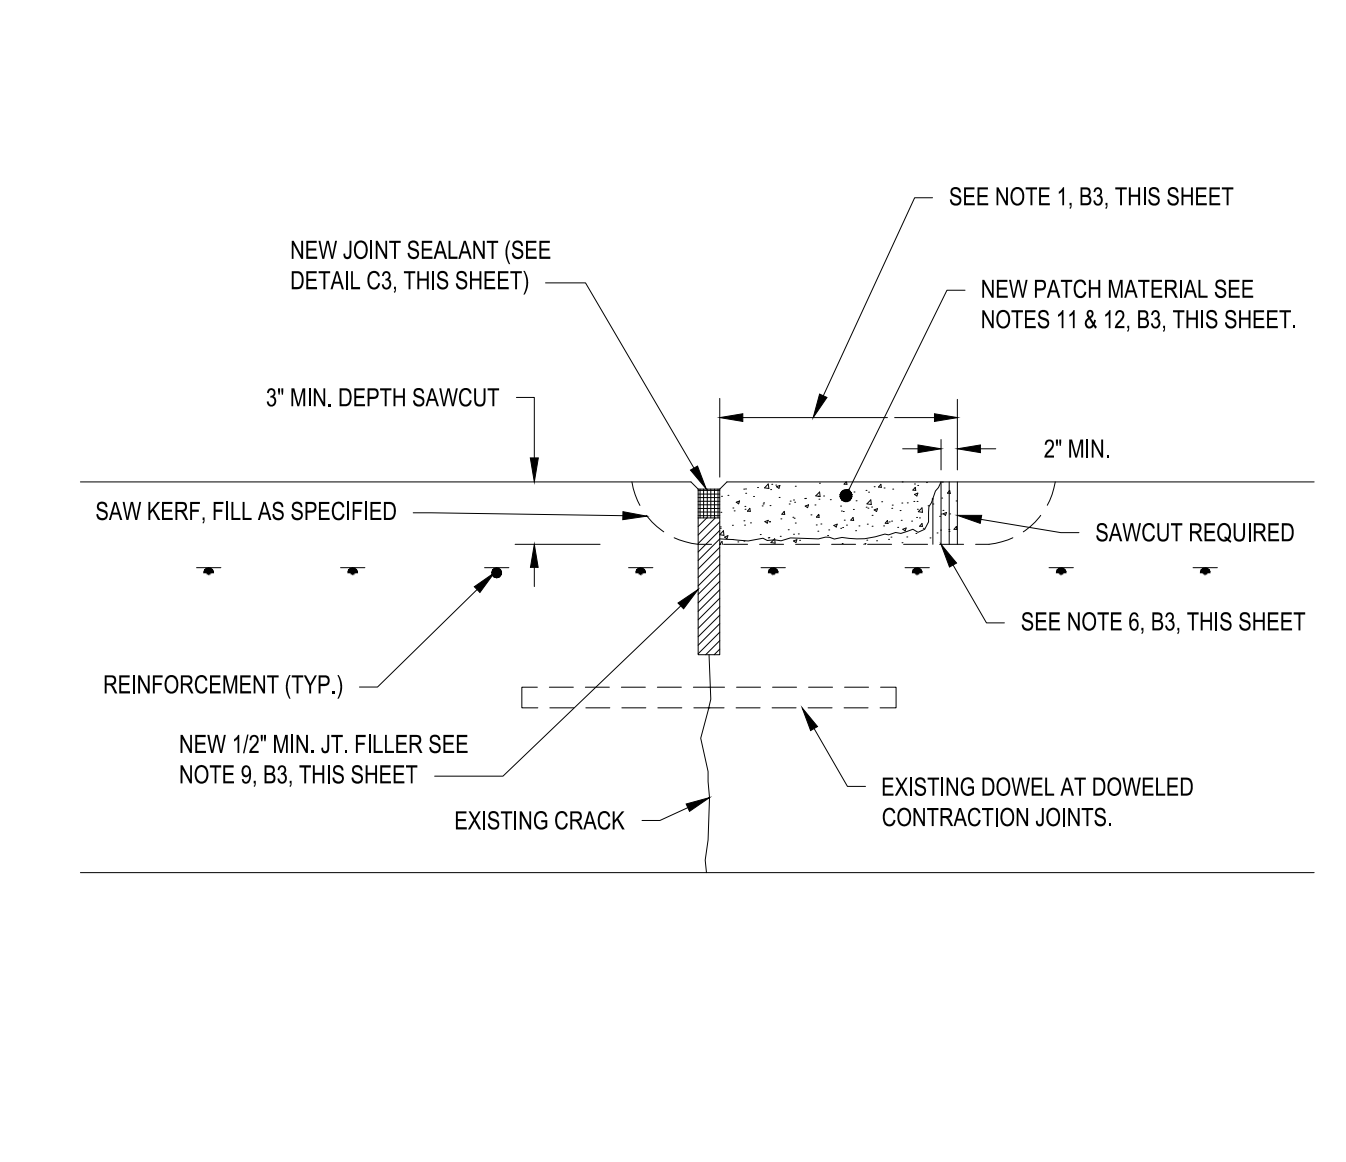 SEE NOTE 1, B3, THIS SHEET
NEW JOINT SEALANT (SEE
DETAIL C3, THIS SHEET)
NEW PATCH MATERIAL SEE
NOTES 11 & 12, B3, THIS SHEET.
3" MIN. DEPTH SAWCUT
2" MIN.
SAW KERF, FILL AS SPECIFIED
SAWCUT REQUIRED
SEE NOTE 6, B3, THIS SHEET
REINFORCEMENT (TYP.)
NEW 1/2" MIN. JT. FILLER SEE
NOTE 9, B3, THIS SHEET
EXISTING DOWEL AT DOWELED
CONTRACTION JOINTS.
EXISTING CRACK